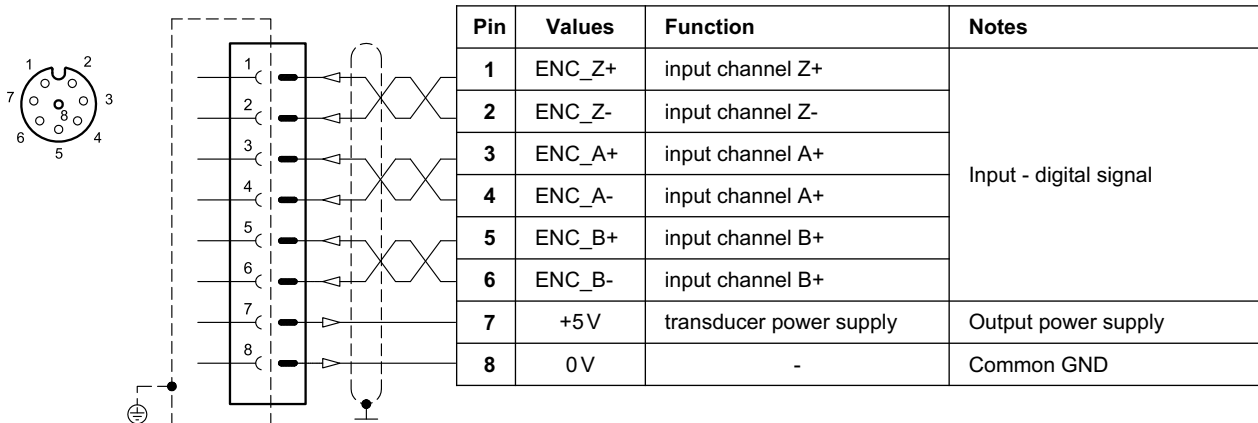 1 2
7 8 3
6 4
5
1
2
3
4
5
6
7
8
Pin Values Function Notes
1 ENC_Z+ input channel Z+ Input - digital signal
2 ENC_Z- input channel Z-
3 ENC_A+ input channel A+
4 ENC_A- input channel A+
5 ENC_B+ input channel B+
6 ENC_B- input channel B+
7 +5V transducer power supply Output power supply
8 0V - Common GND